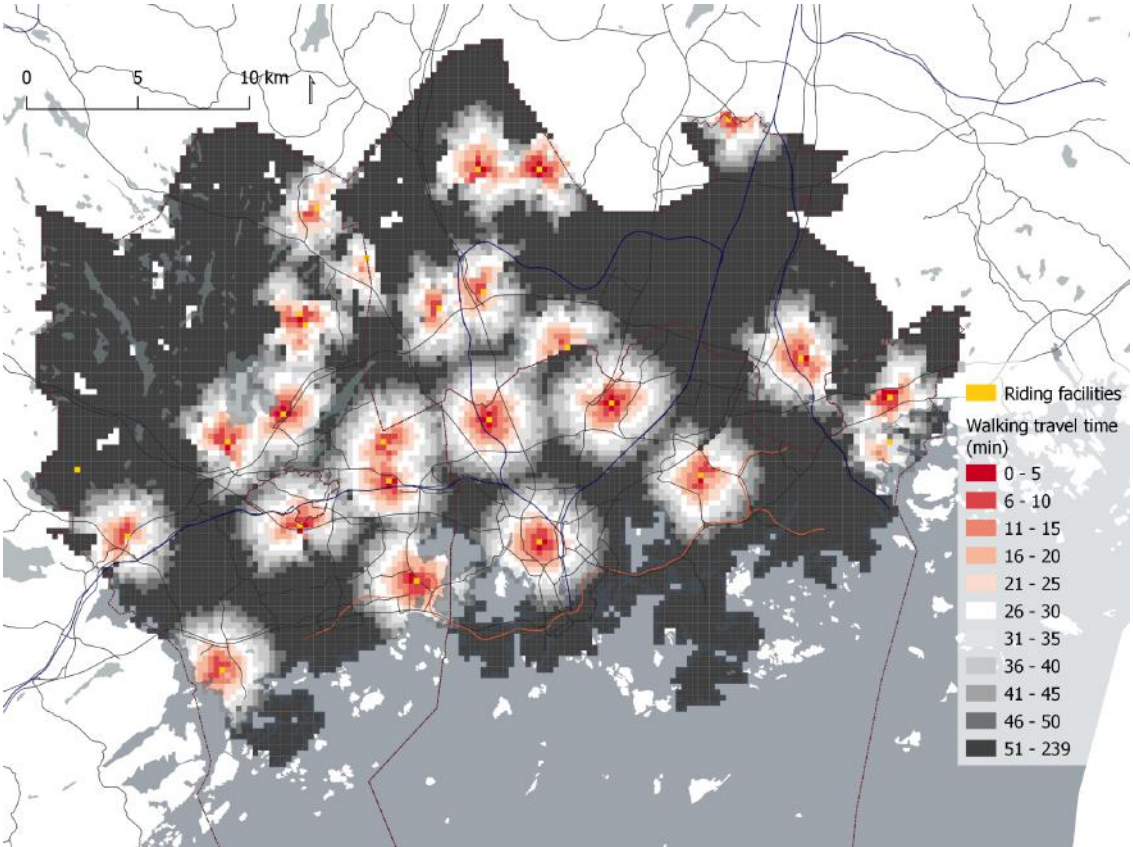 0 5 10 km
Riding facilities
Walking travel time
(min)
0 - 5
6 - 10
11 - 15
16 - 20
21 - 25
26 - 30
31 - 35
36 - 40
41 - 45
46 - 50
51 - 239